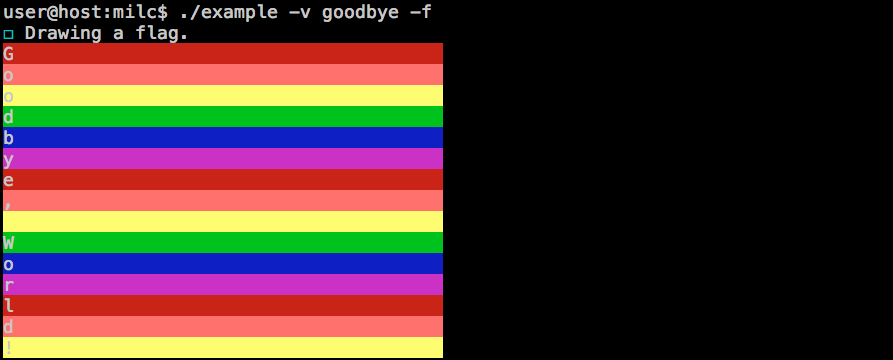 user@host:milc$ ./example -v goodbye -f
□ Drawing a flag.
G
o
o
d
b
y
e
,

W
o
r
l
d
!